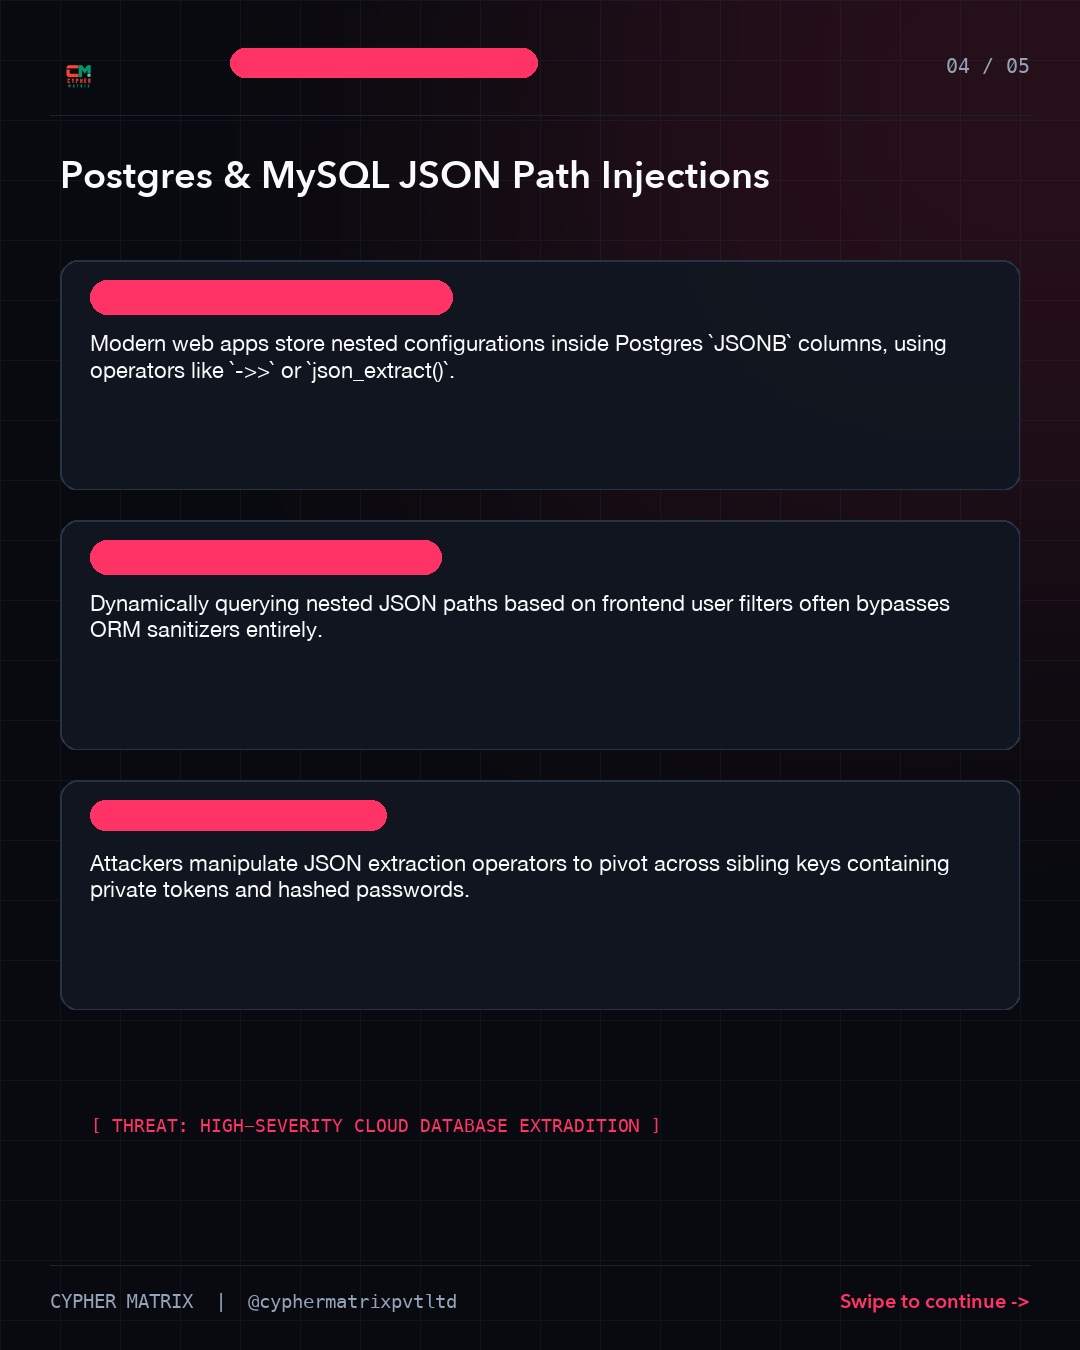 CM
CYPHER
MATRIX
04 / 05
Postgres & MySQL JSON Path Injections
Modern web apps store nested configurations inside Postgres `JSONB` columns, using
operators like `->>` or `json_extract()`.
Dynamically querying nested JSON paths based on frontend user filters often bypasses
ORM sanitizers entirely.
Attackers manipulate JSON extraction operators to pivot across sibling keys containing
private tokens and hashed passwords.
[ THREAT: HIGH–SEVERITY CLOUD DATABASE EXTRADITION ]
CYPHER MATRIX | @cyphermatrixpvtltd
Swipe to continue ->